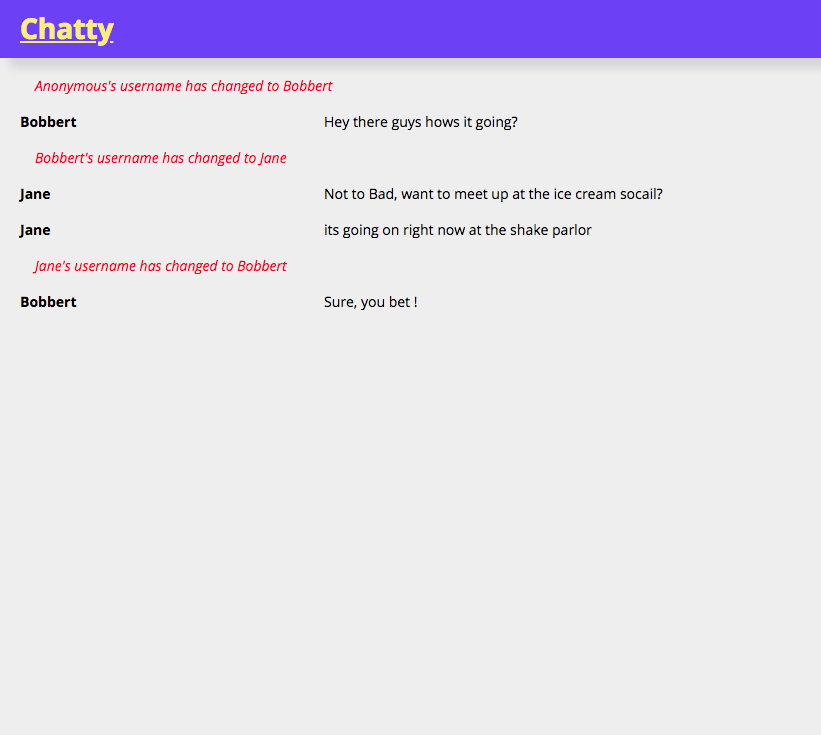 Chatty
Anonymous's username has changed to Bobbert
Bobbert Hey there guys hows it going?
Bobbert's username has changed to Jane
Jane Not to Bad, want to meet up at the ice cream socail?
Jane its going on right now at the shake parlor
Jane's username has changed to Bobbert
Bobbert Sure, you bet !